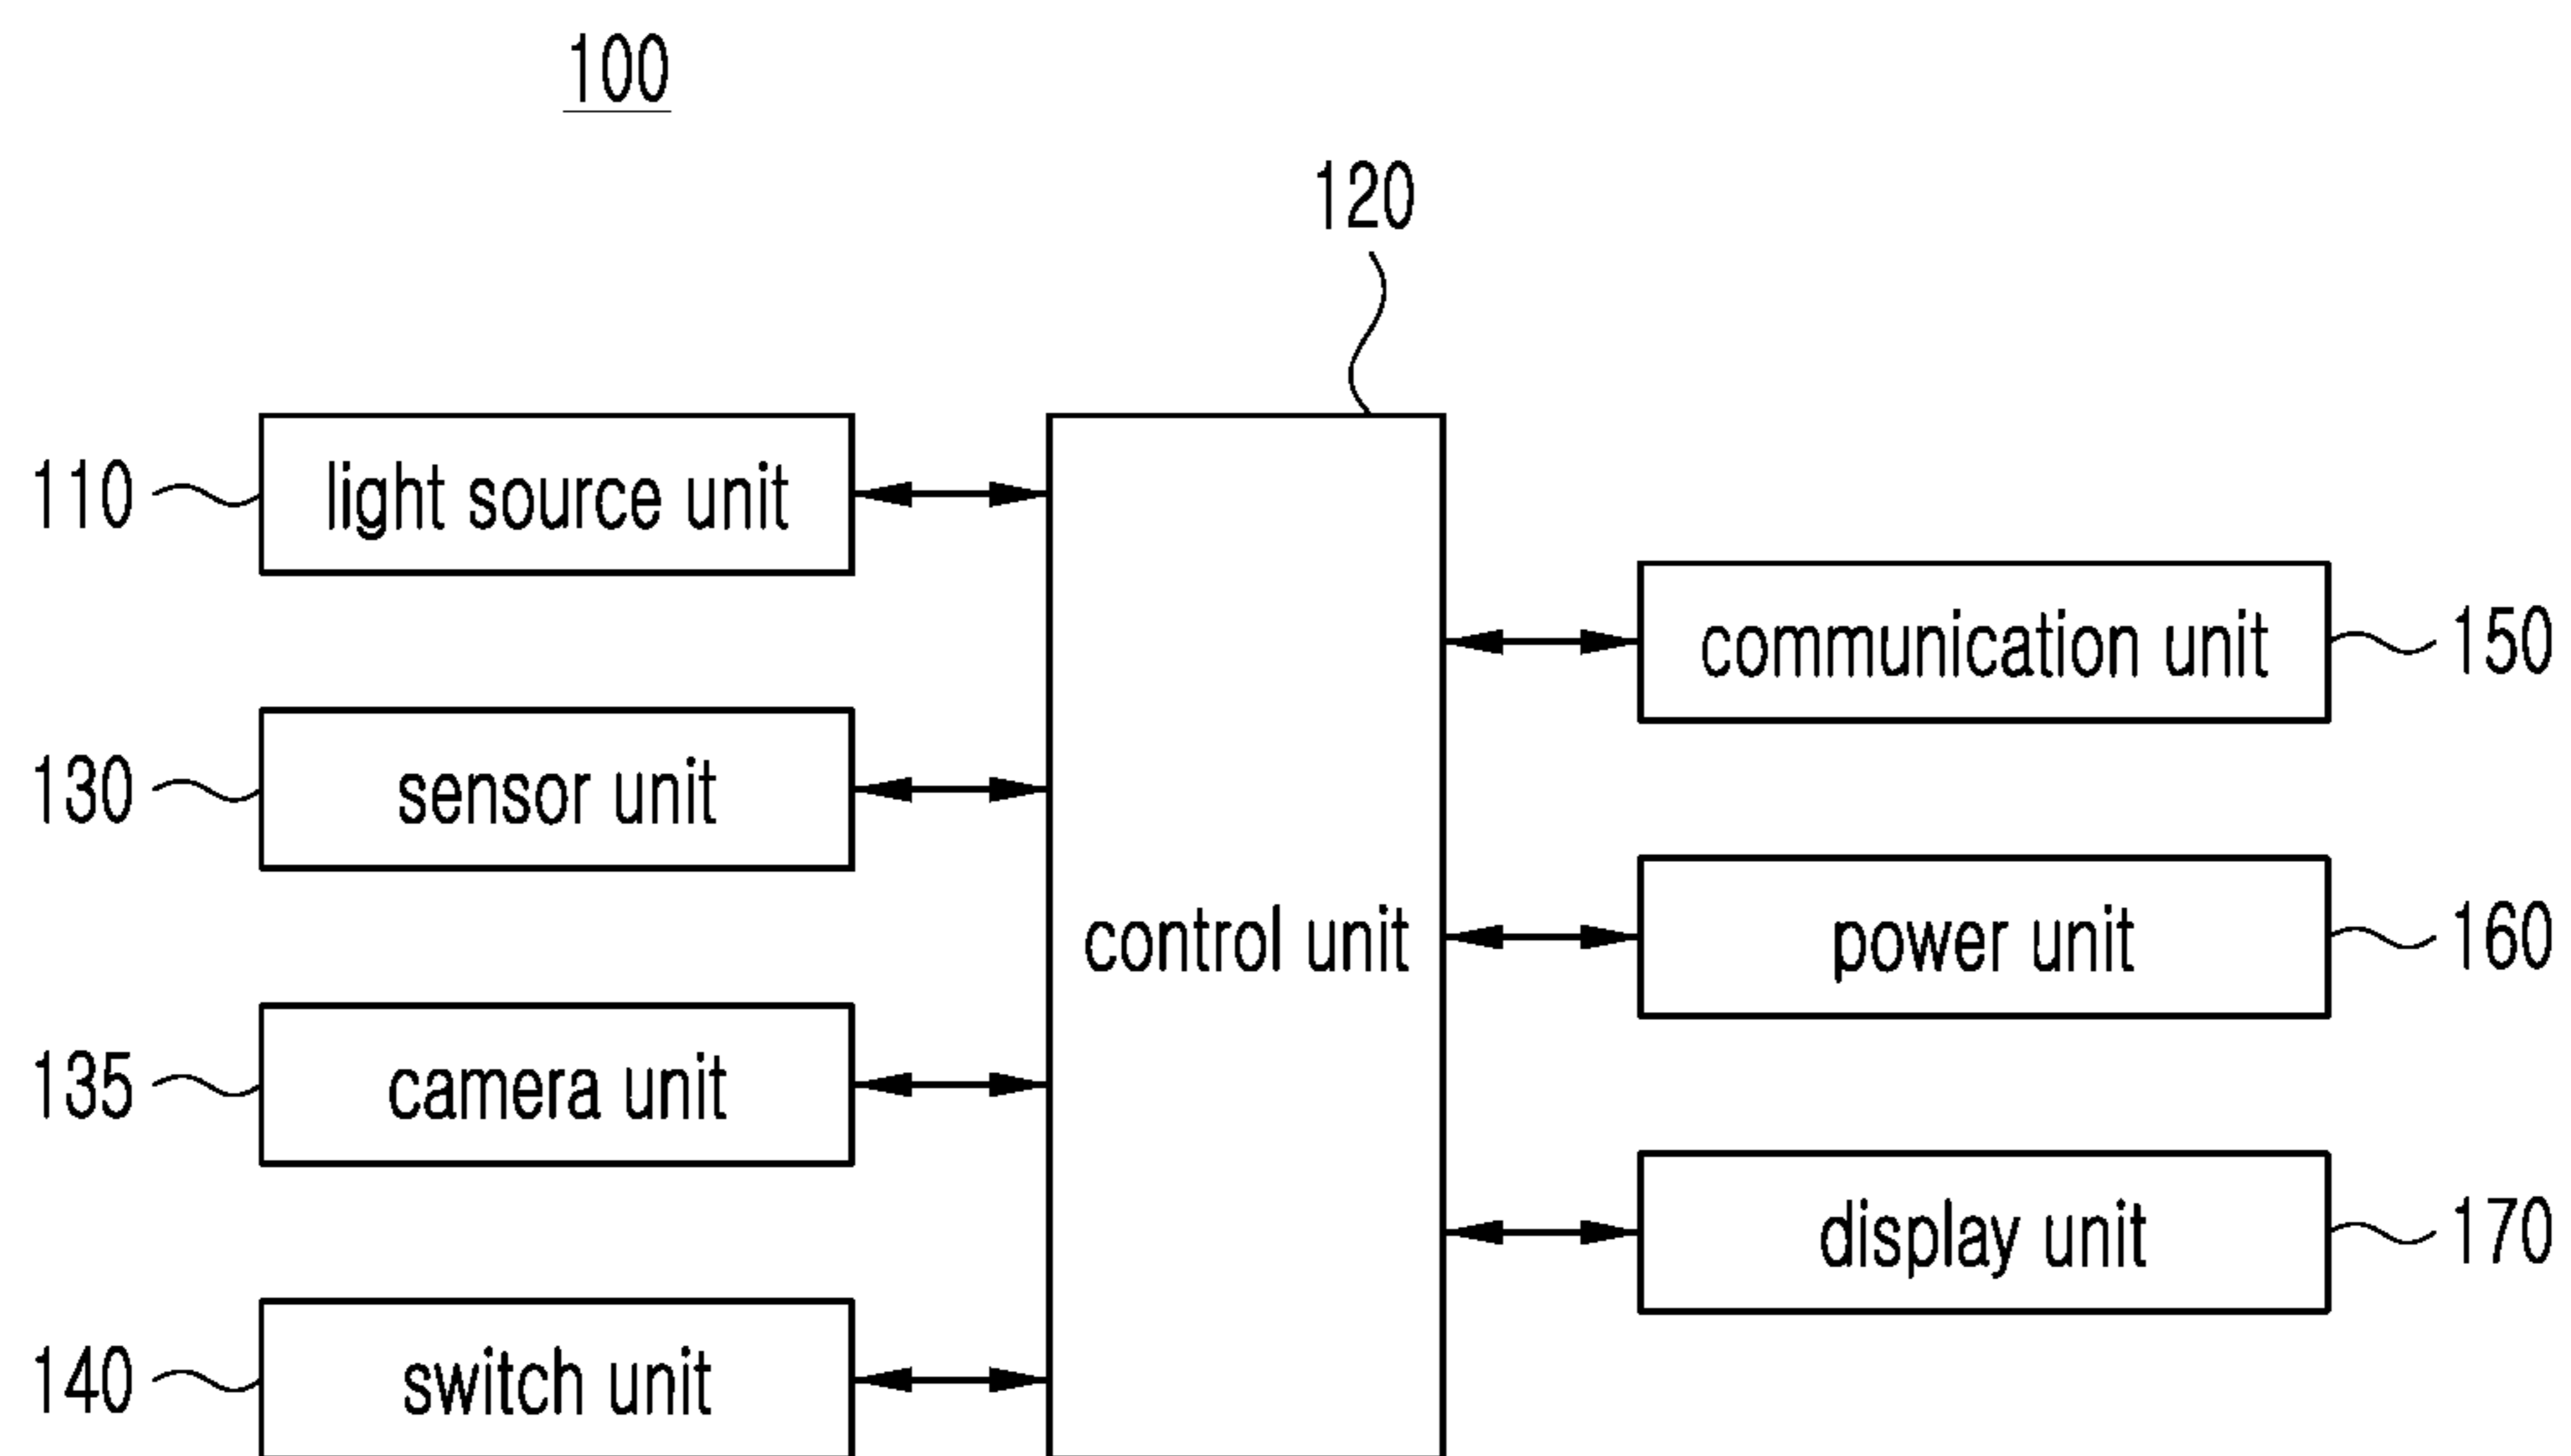 100
120
110
light source unit
communication unit
150
130
sensor unit
control unit
power unit
160
135
camera unit
display unit
170
140
switch unit